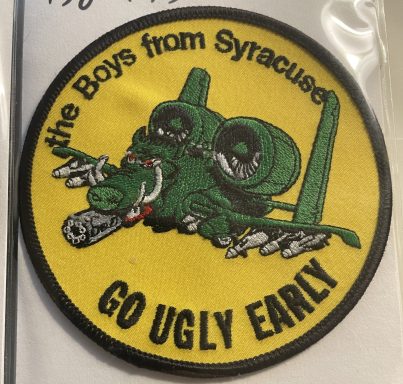 the Boys from Syracuse
GO UGLY EARLY